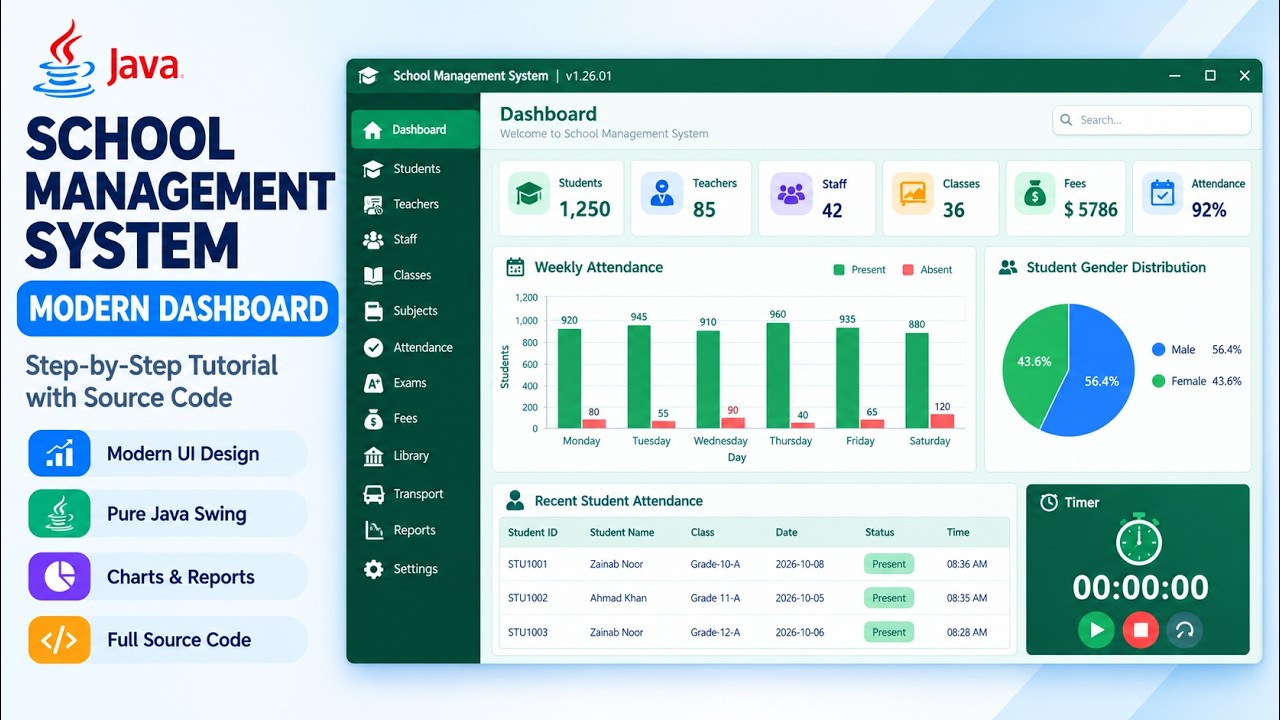 Java
SCHOOL
MANAGEMENT
SYSTEM
MODERN DASHBOARD
Step-by-Step Tutorial
with Source Code
Modern UI Design
Pure Java Swing
Charts & Reports
</> Full Source Code
School Management System | v1.26.01
Dashboard
Students
Teachers
Staff
Classes
Subjects
Attendance
A+ Exams
$ Fees
Library
Transport
Reports
Settings
Dashboard
Welcome to School Management System
Search...
Students
1,250
Teachers
85
Staff
42
Classes
36
$ Fees
$ 5786
Attendance
92%
Weekly Attendance
Present Absent
Students
1,200
1,000
800
600
400
200
0
920 80
945 55
910 90
960 40
935 65
880 120
Monday Tuesday Wednesday Thursday Friday Saturday
Day
Student Gender Distribution
43.6%
56.4%
Male 56.4%
Female 43.6%
Recent Student Attendance
Student ID Student Name Class Date Status Time
STU1001 Zainab Noor Grade-10-A 2026-10-08 Present 08:36 AM
STU1002 Ahmad Khan Grade 11-A 2026-10-05 Present 08:35 AM
STU1003 Zainab Noor Grade-12-A 2026-10-06 Present 08:28 AM
Timer
00:00:00